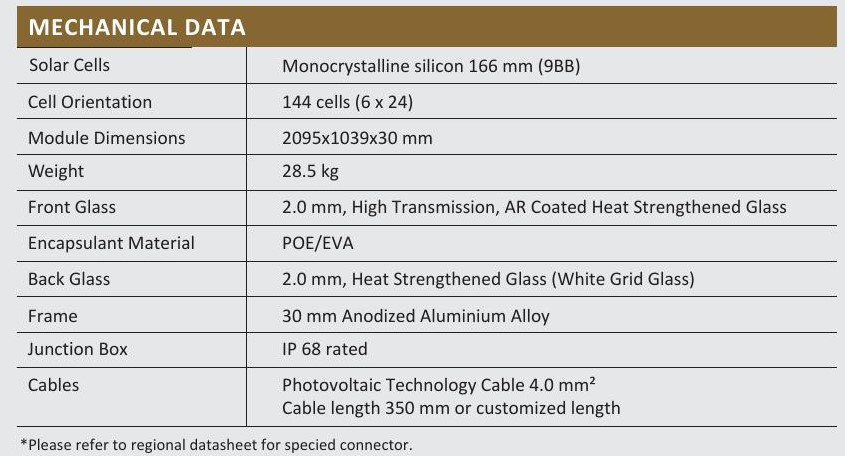 MECHANICAL DATA
Solar Cells Monocrystalline silicon 166 mm (9BB)
Cell Orientation 144 cells (6 x 24)
Module Dimensions 2095x1039x30 mm
Weight 28.5 kg
Front Glass 2.0 mm, High Transmission, AR Coated Heat Strengthened Glass
Encapsulant Material POE/EVA
Back Glass 2.0 mm, Heat Strengthened Glass (White Grid Glass)
Frame 30 mm Anodized Aluminium Alloy
Junction Box IP 68 rated
Cables Photovoltaic Technology Cable 4.0 mm²
Cable length 350 mm or customized length
*Please refer to regional datasheet for specied connector.